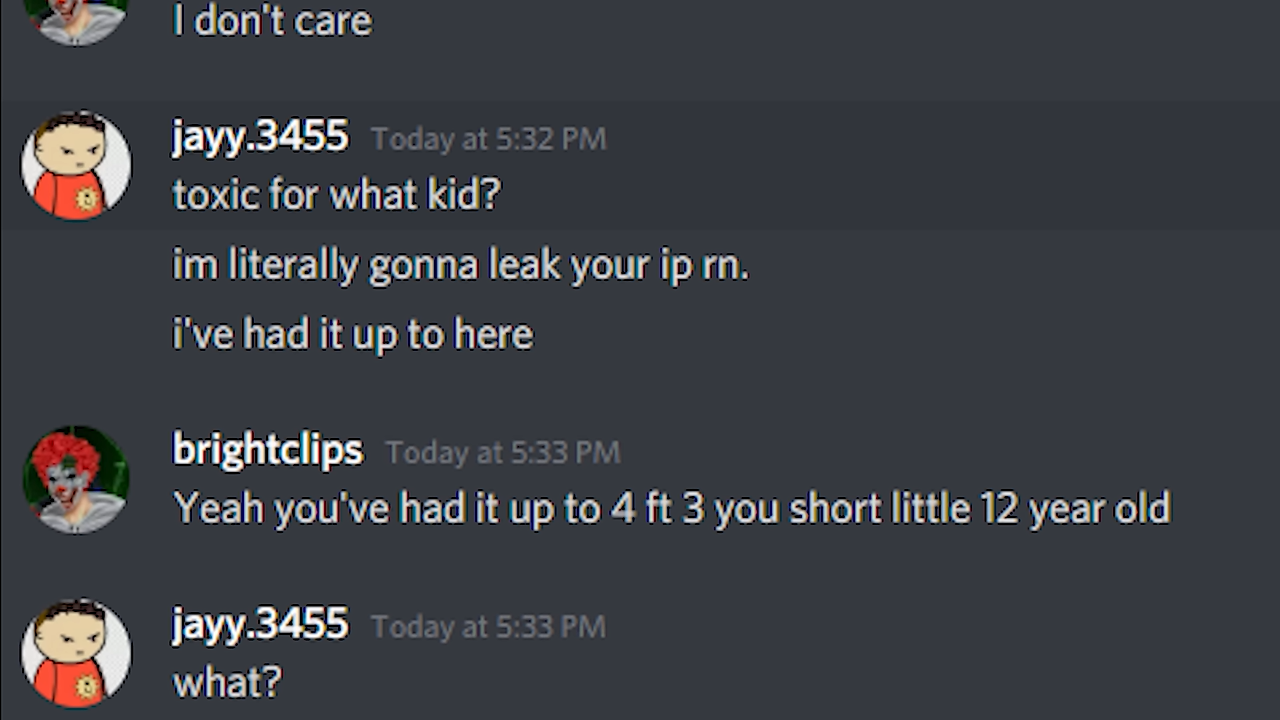 I don't care
jayy.3455 Today at 5:32 PM
toxic for what kid?
im literally gonna leak your ip rn.
i've had it up to here
brightclips Today at 5:33 PM
Yeah you've had it up to 4 ft 3 you short little 12 year old
jayy.3455 Today at 5:33 PM
what?